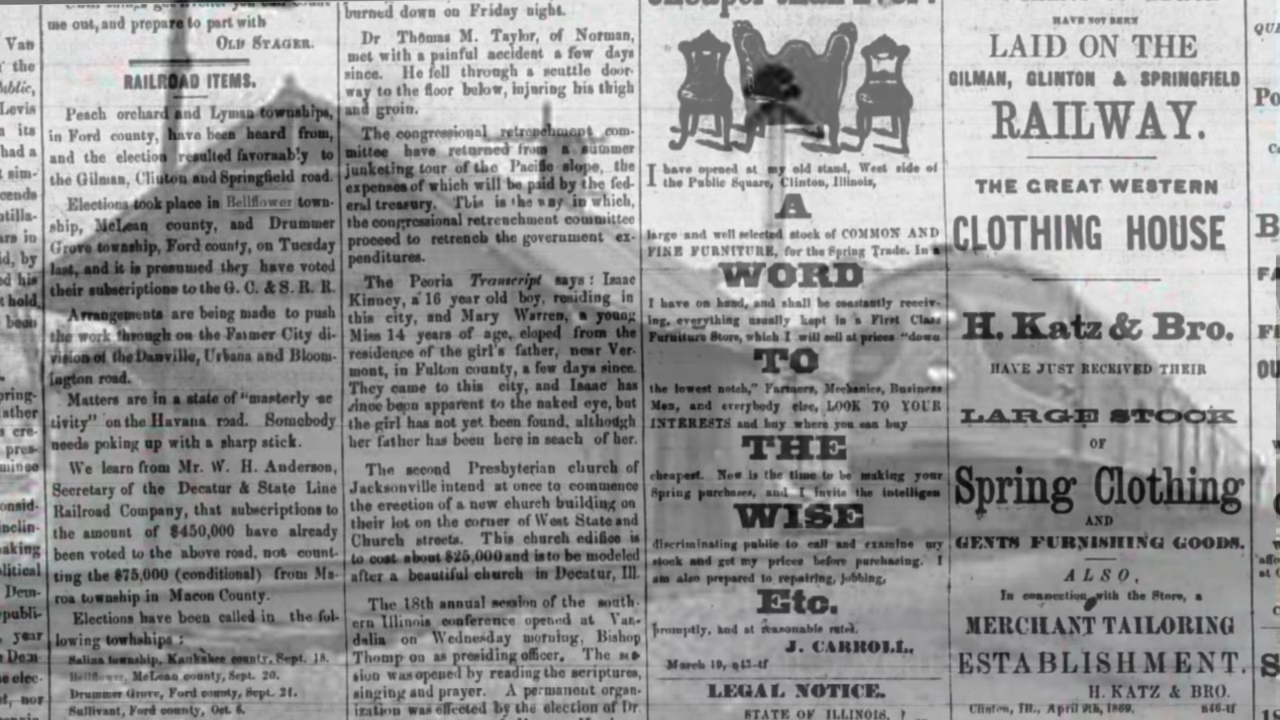 me out, and prepare to part with
OLD STAGER.
RAILROAD ITEMS.
Peach orchard and Lyman townships,
in Ford county, have been heard from,
and the election resulted favorably to
the Gilman, Clinton and Springfield road.
Elections took place in Bellflower town-
ship, McLean county, and Drummer
Grove township, Ford county, on Tuesday
last, and it is presumed they have voted
their subscriptions to the G. C. & S. R. R.
Arrangements are being made to push
the work through on the Farmer City di-
vision of the Danville, Urbana and Bloom-
ington road.
Matters are in a state of "masterly ac
tivity" on the Havana road. Somebody
needs poking up with a sharp stick.
We learn from Mr. W. H. Anderson,
Secretary of the Decatur & State Line
Railroad Company, that subscriptions to
the amount of $450,000 have already
been voted to the above road, not count-
ting the $75,000 (conditional) from Ma-
roa township in Macon County.
Elections have been called in the fol-
lowing towhships :
Salina township, Kankakee county, Sept. 18.
Bellflower, McLean county, Sept. 20.
Drummer Grove, Ford county, Sept. 21.
Sullivant, Ford county, Oct. 6.
burned down on Friday night.
Dr Thomas M. Taylor, of Norman,
met with a painful accident a few days
since. He fell through a scuttle door-
way to the floor below, injuring his thigh
and groin.
The congressional retrenchment com-
mittee have returned from a summer
junketing tour of the Pacific slope, the
expenses of which will be paid by the fed-
eral treasury. This is the way in which,
the congressional retrenchment committee
proceed to retrench the government ex-
penditures.
The Peoria Transcript says : Isaac
Kinney, a 16 year old boy, residing in
this city, and Mary Warren, a young
Miss 14 years of age, eloped from the
residence of the girl's father, near Ver-
mont, in Fulton county, a few days since.
They came to this city, and Isaac has
since been apparent to the naked eye, but
the girl has not yet been found, although
her father has been here in seach of her.
The second Presbyterian church of
Jacksonville intend at once to commence
the erection of a new church building on
their lot on the corner of West State and
Church streets. This church edifice is
to cost about $25,000 and is to be modeled
after a beautiful church in Decatur, Ill.
The 18th annual session of the south-
ern Illinois conference opened at Van-
dalia on Wednesday morning, Bishop
Thomp on as presiding officer. The se-
sion was opened by reading the scriptures,
singing and prayer. A permanent organ-
ization was effected by the election of Dr.
Cheaper than Ever!
I have opened at my old stand, West side of
the Public Square, Clinton, Illinois,
A
large and well selected stock of COMMON AND
FINE FURNITURE, for the Spring Trade. In a
WORD
I have on hand, and shall be constantly receiv-
ing, everything usually kept in a First Class
Furniture Store, which I will sell at prices "down
TO
the lowest notch," Farmers, Mechanics, Business
Men, and everybody else, LOOK TO YOUR
INTERESTS and buy where you can buy
THE
cheapest. Now is the time to be making your
Spring purchases, and I invite the intelligen
WISE
discriminating public to call and examine my
stock and get my prices before purchasing. I
am also prepared to repairing, jobbing,
Etc.
promptly, and at reasonable rates.
J. CARROLL.
March 19, n43-tf
LEGAL NOTICE.
STATE OF ILLINOIS, }
HAVE NOT BEEN
LAID ON THE
GILMAN, CLINTON & SPRINGFIELD
RAILWAY.
THE GREAT WESTERN
CLOTHING HOUSE
H. Katz & Bro.
HAVE JUST RECEIVED THEIR
LARGE STOCK
OF
Spring Clothing
AND
GENTS FURNISHING GOODS.
ALSO,
In connection with the Store, a
MERCHANT TAILORING
ESTABLISHMENT.
H. KATZ & BRO.
Clinton, Ill., April 9th, 1869. n46-tf